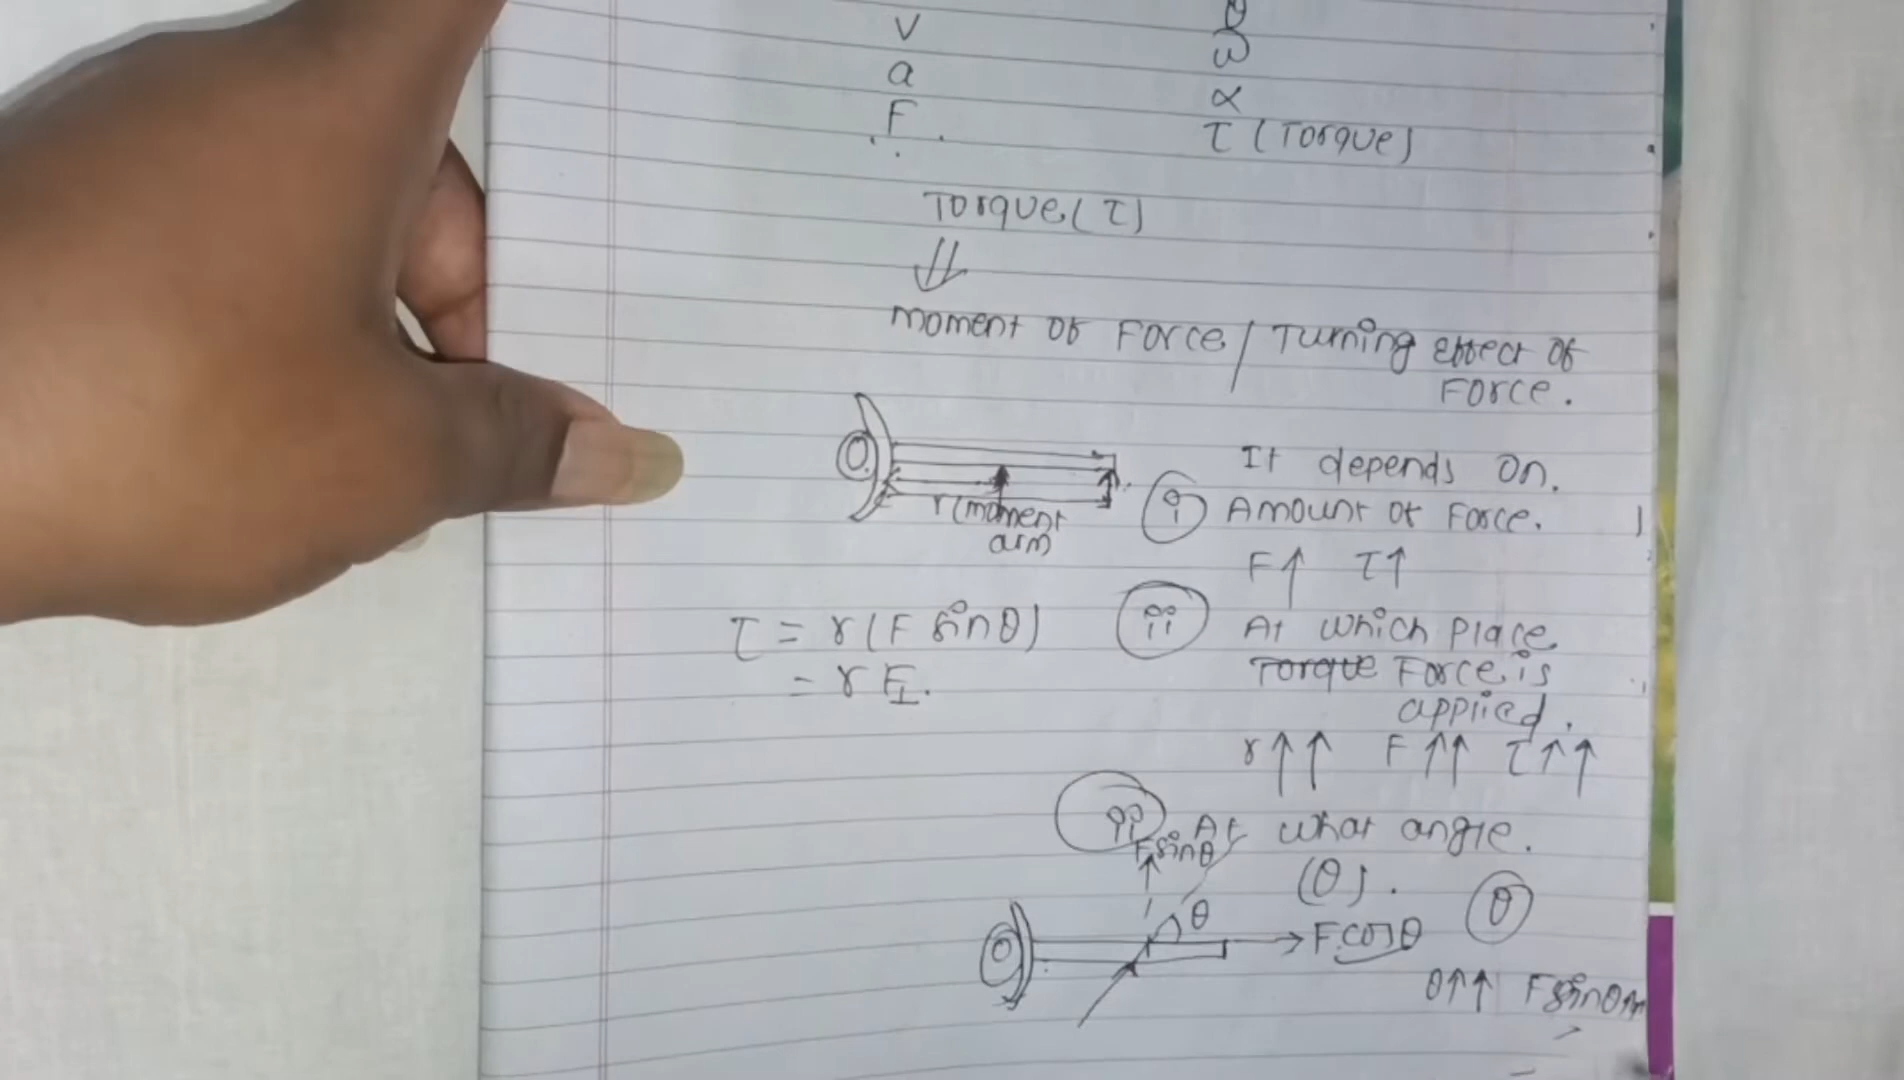 θ
v ω
a α
F τ (Torque)
Torque (τ)
⇓
moment of Force / Turning effect of
Force.
It depends on.
r (moment
arm)
(i) Amount of Force.
F↑ τ↑
τ = r (F sinθ)
= r F⊥.
(ii) At which place
Torque Force is
applied.
r↑↑ F↑↑ τ↑↑
(iii) At what angle.
(θ). θ
F sinθ
θ
F cosθ
θ↑↑ F sinθ↑↑